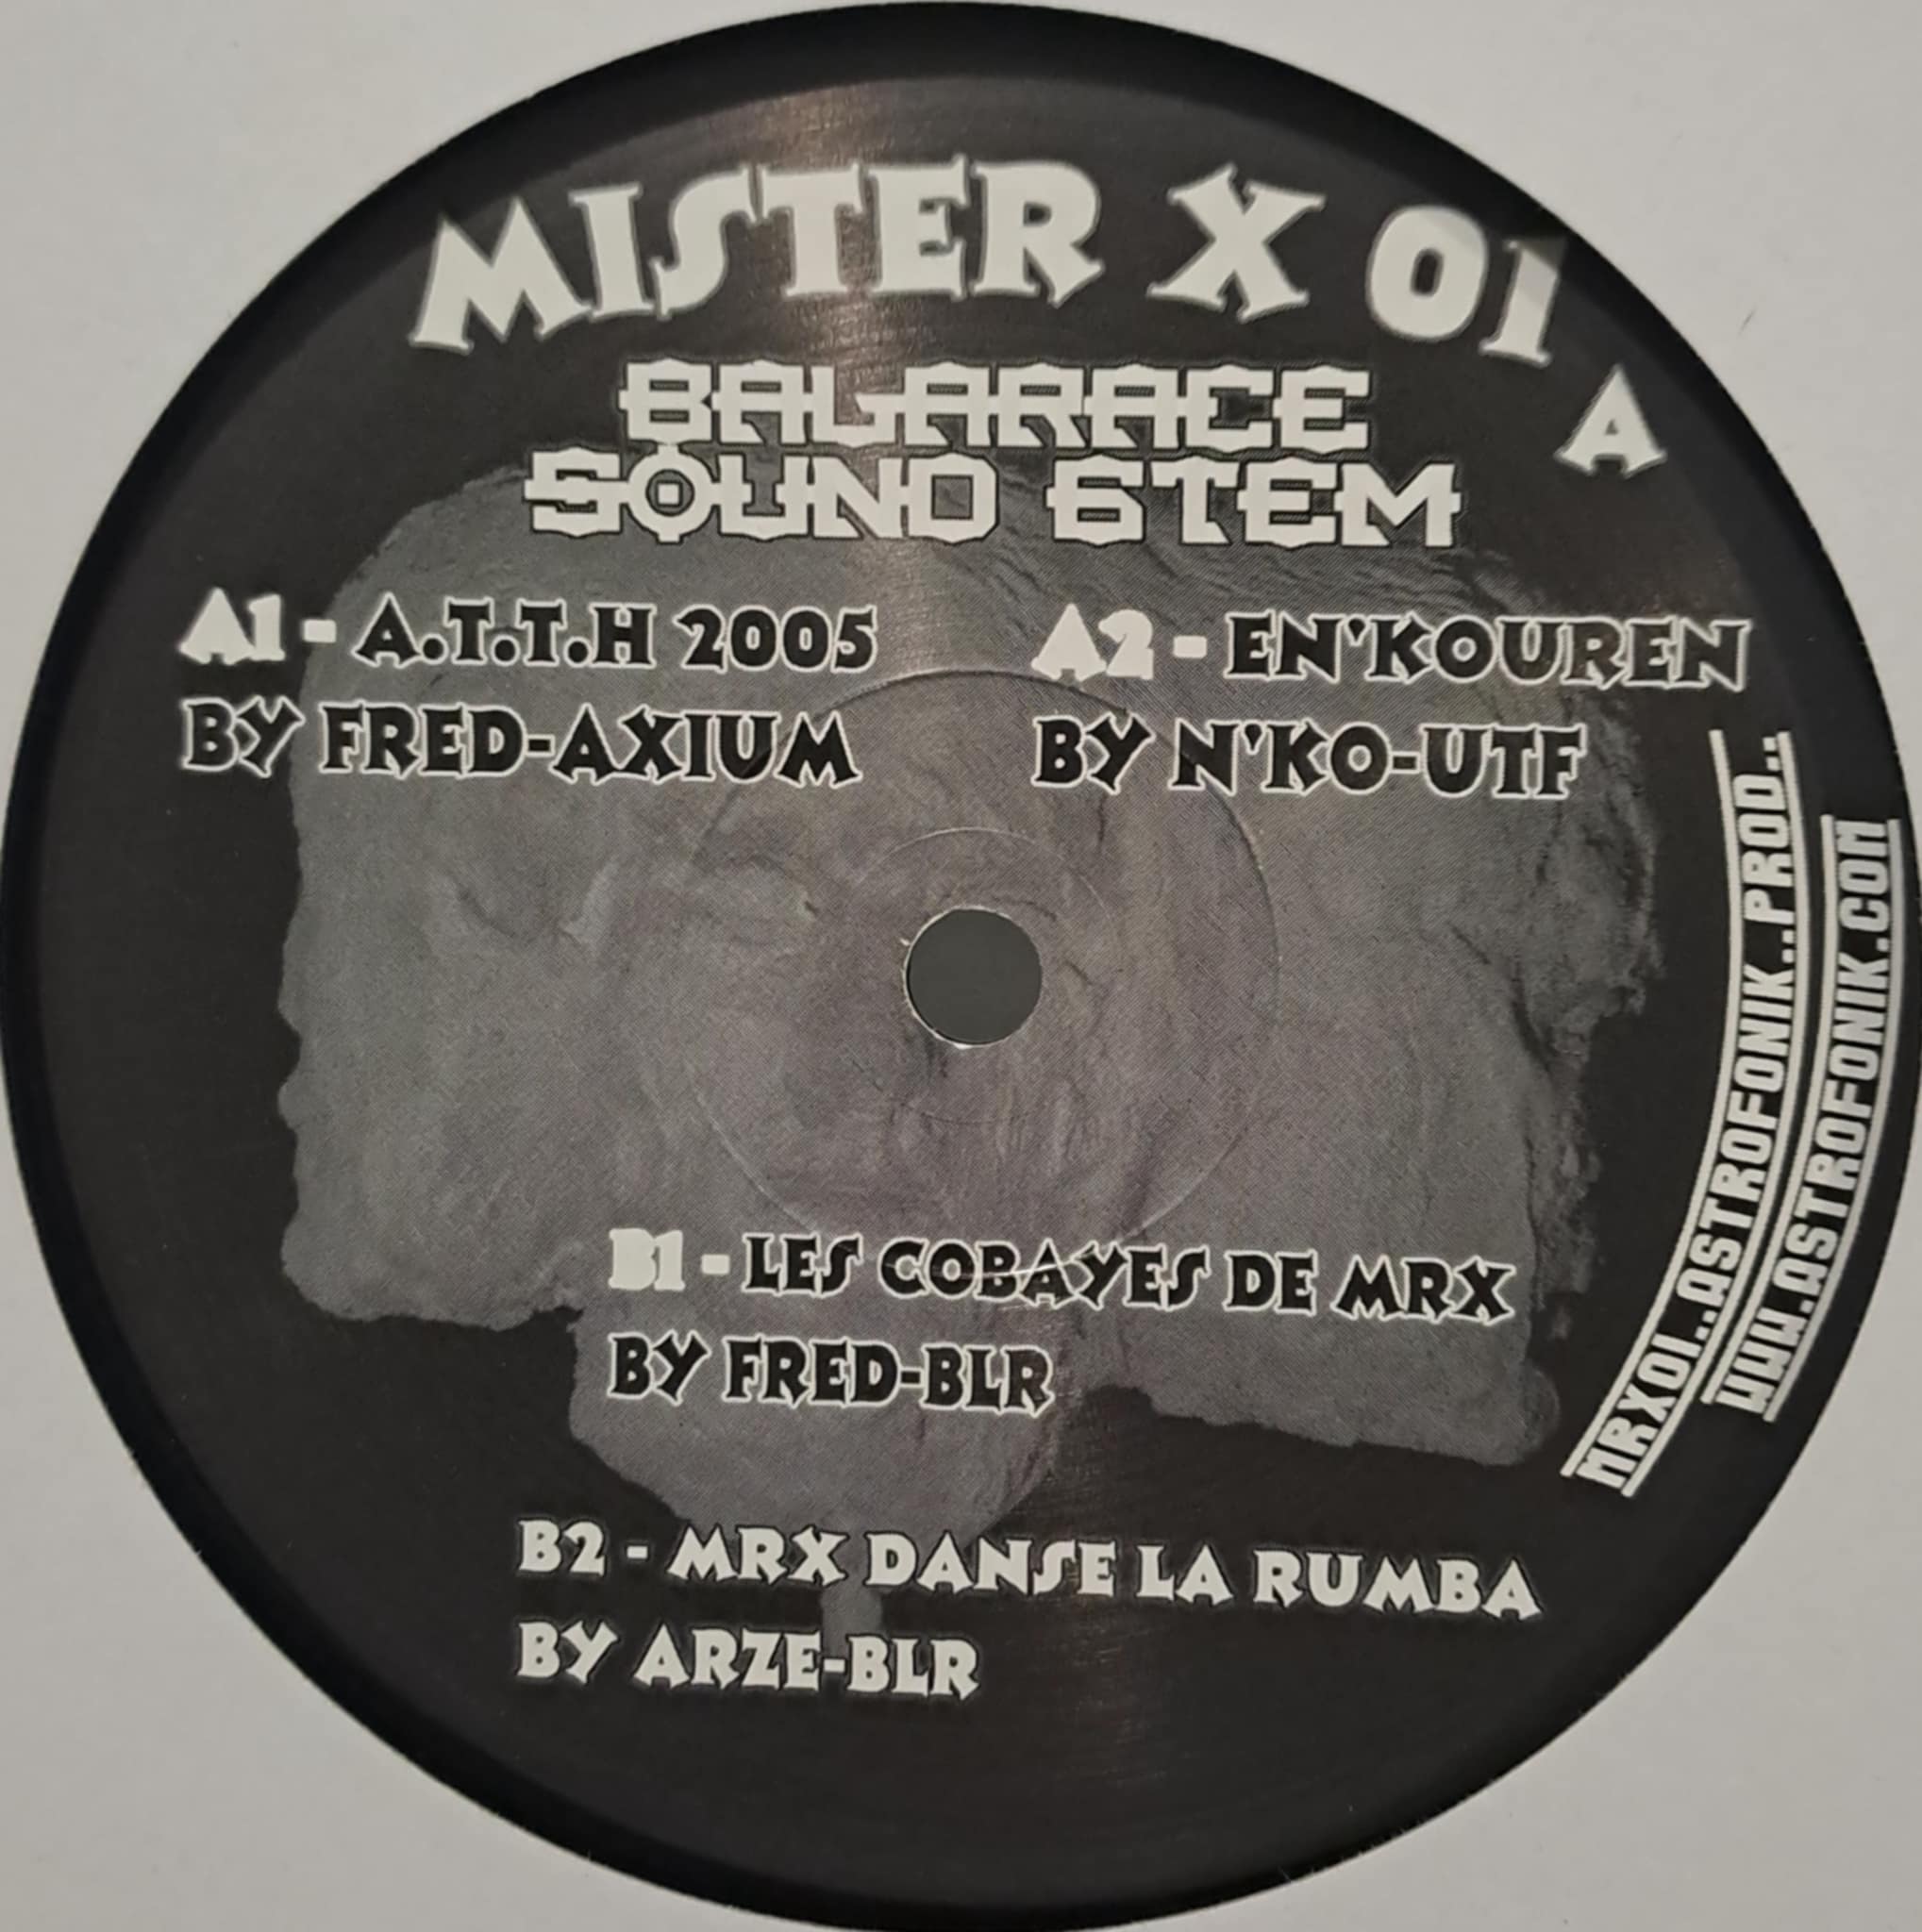 MISTER X 01
A
BALARACE
SOUND 6TEM
A1 - A.T.T.H 2005
BY FRED-AXIUM
A2 - EN'KOUREN
BY N'KO-UTF
B1 - LES COBAYES DE MRX
BY FRED-BLR
B2 - MRX DANSE LA RUMBA
BY ARZE-BLR
MRX01..ASTROFONIK..PROD..
WWW.ASTROFONIK.COM